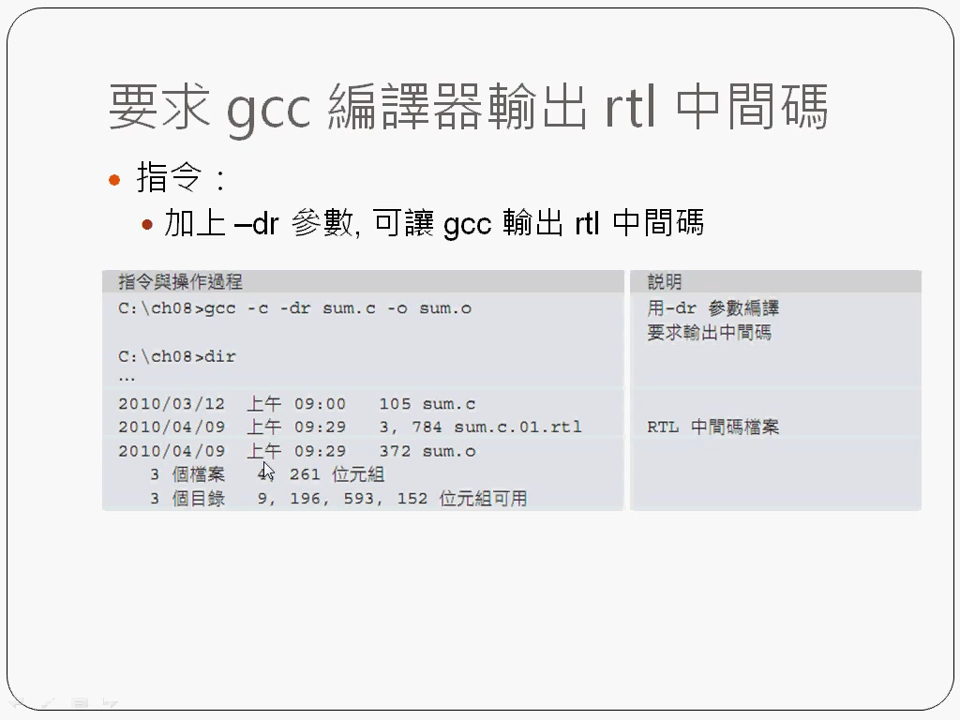 要求 gcc 編譯器輸出 rtl 中間碼
指令：
加上 –dr 參數, 可讓 gcc 輸出 rtl 中間碼
指令與操作過程 説明
C:\ch08>gcc -c -dr sum.c -o sum.o 用-dr 參數編譯
要求輸出中間碼
C:\ch08>dir
…
2010/03/12 上午 09:00 105 sum.c
2010/04/09 上午 09:29 3, 784 sum.c.01.rtl RTL 中間碼檔案
2010/04/09 上午 09:29 372 sum.o
3 個檔案 4, 261 位元組
3 個目錄 9, 196, 593, 152 位元組可用